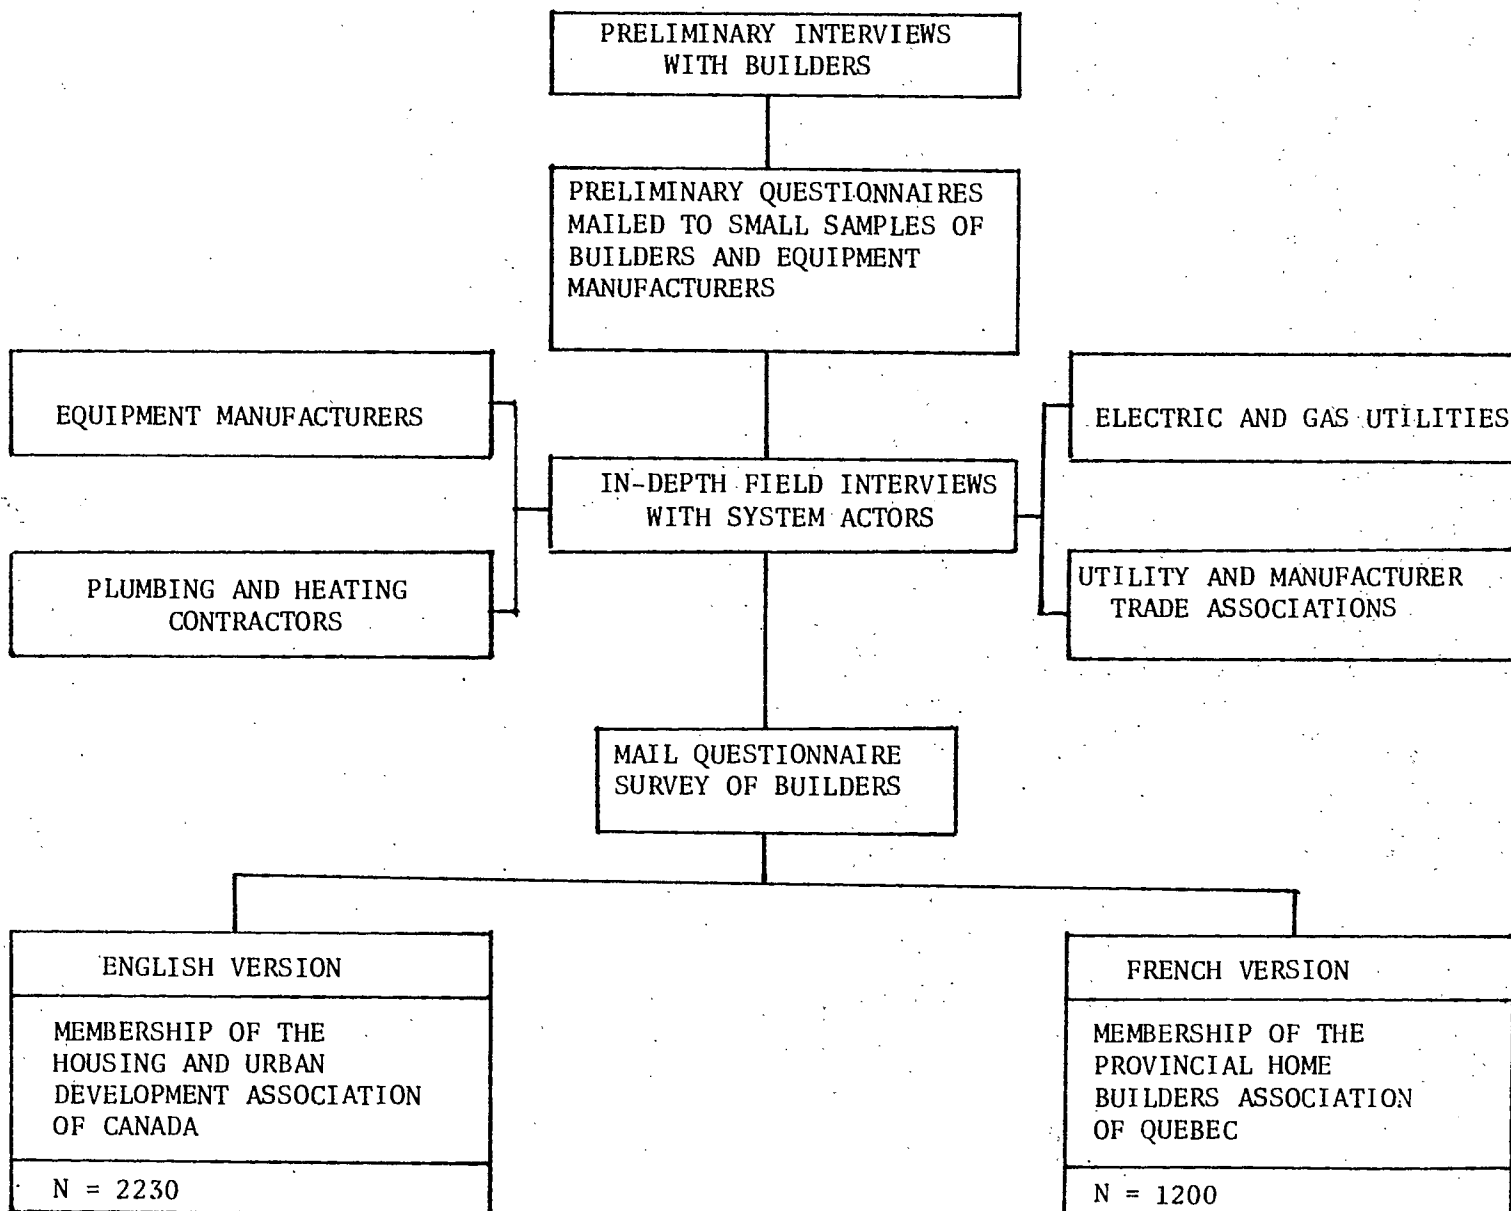 PRELIMINARY INTERVIEWS
WITH BUILDERS
PRELIMINARY QUESTIONNAIRES
MAILED TO SMALL SAMPLES OF
BUILDERS AND EQUIPMENT
MANUFACTURERS
EQUIPMENT MANUFACTURERS
ELECTRIC AND GAS UTILITIES
IN-DEPTH FIELD INTERVIEWS
WITH SYSTEM ACTORS
PLUMBING AND HEATING
CONTRACTORS
UTILITY AND MANUFACTURER
TRADE ASSOCIATIONS
MAIL QUESTIONNAIRE
SURVEY OF BUILDERS
ENGLISH VERSION
MEMBERSHIP OF THE
HOUSING AND URBAN
DEVELOPMENT ASSOCIATION
OF CANADA
N = 2230
FRENCH VERSION
MEMBERSHIP OF THE
PROVINCIAL HOME
BUILDERS ASSOCIATION
OF QUEBEC
N = 1200